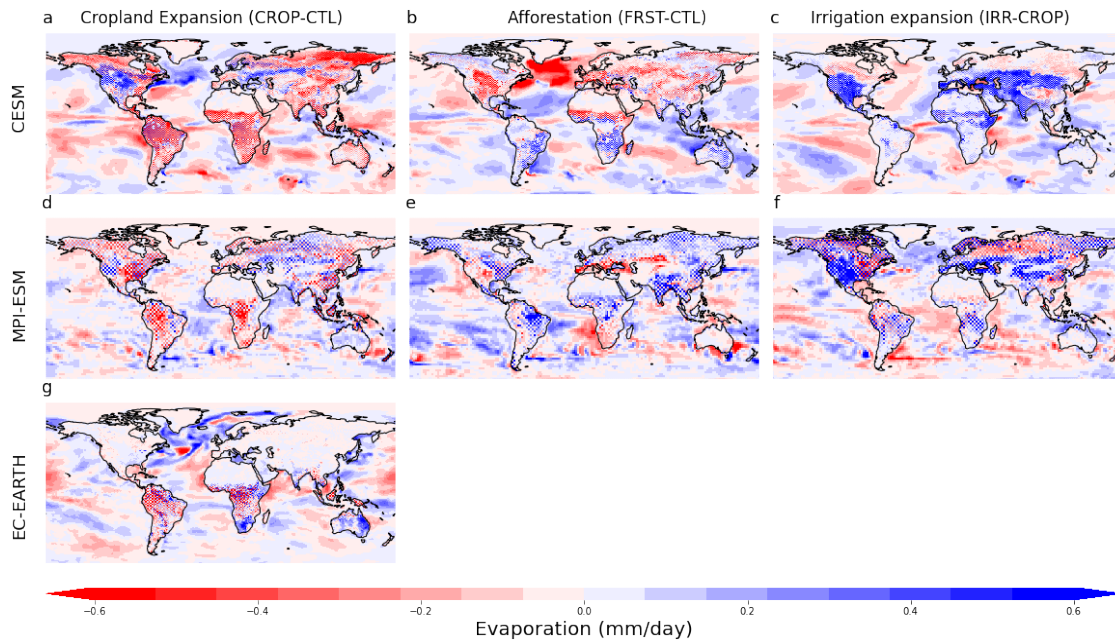 a Cropland Expansion (CROP-CTL)
b Afforestation (FRST-CTL)
c Irrigation expansion (IRR-CROP)
CESM
d
e
f
MPI-ESM
g
EC-EARTH
−0.6 −0.4 −0.2 0.0 0.2 0.4 0.6
Evaporation (mm/day)